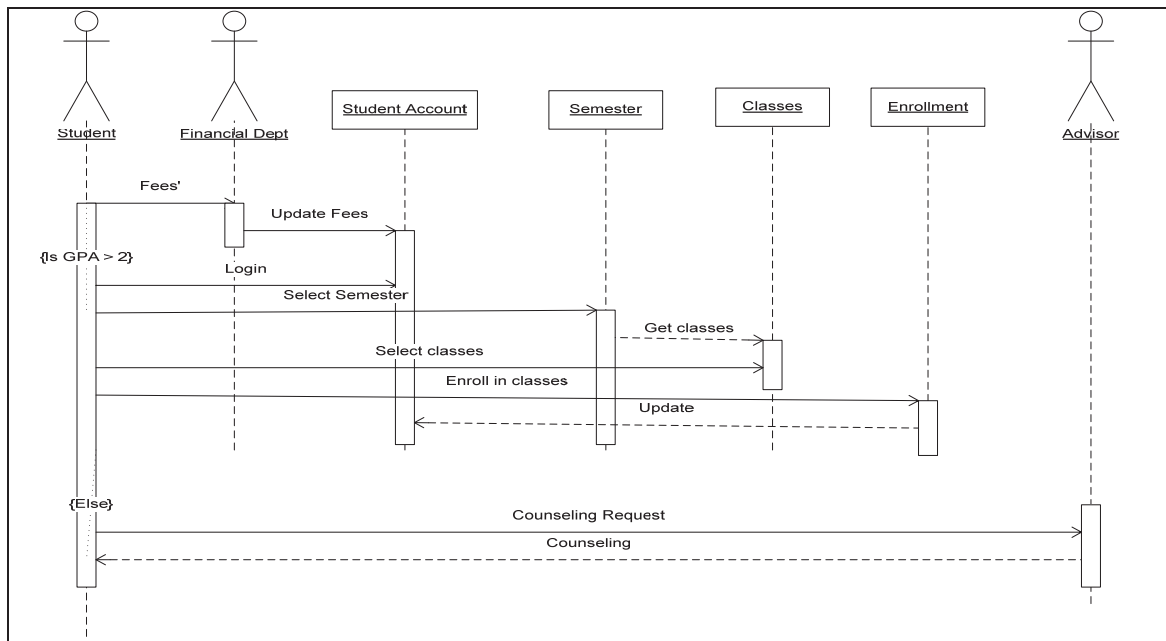 Student
Financial Dept
Student Account
Semester
Classes
Enrollment
Advisor
Fees'
Update Fees
{Is GPA > 2}
Login
Select Semester
Get classes
Select classes
Enroll in classes
Update
{Else}
Counseling Request
Counseling